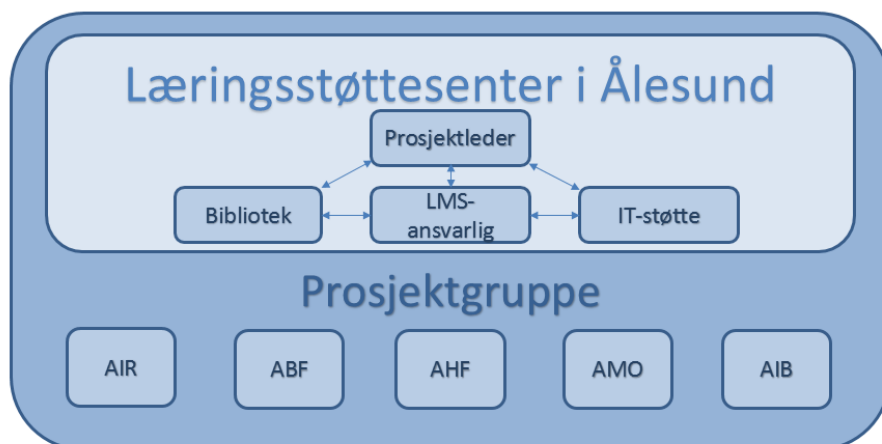 Læringsstøttesenter i Ålesund
Prosjektleder
Bibliotek
LMS-
ansvarlig
IT-støtte
Prosjektgruppe
AIR
ABF
AHF
AMO
AIB